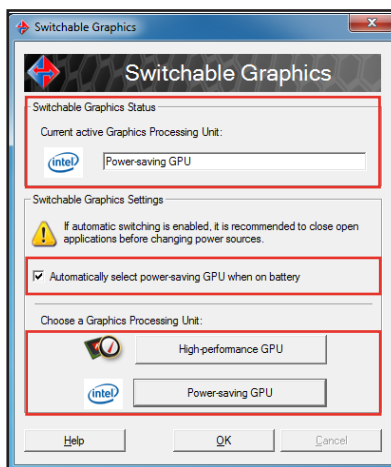 Switchable Graphics
Switchable Graphics
Switchable Graphics Status
Current active Graphics Processing Unit:
intel
Power-saving GPU
Switchable Graphics Settings
If automatic switching is enabled, it is recommended to close open
applications before changing power sources.
Automatically select power-saving GPU when on battery
Choose a Graphics Processing Unit:
High-performance GPU
intel
Power-saving GPU
Help
OK
Cancel